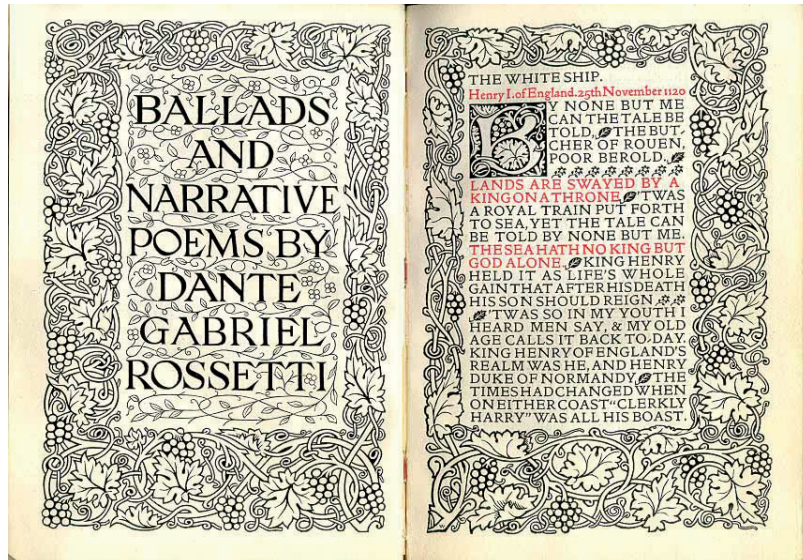 BALLADS
AND
NARRATIVE
POEMS BY
DANTE
GABRIEL
ROSSETTI
THE WHITE SHIP.
Henry I. of England. 25th November 1120
BY NONE BUT ME
CAN THE TALE BE
TOLD, THE BUT-
CHER OF ROUEN,
POOR BEROLD.
LANDS ARE SWAYED BY A
KING ON A THRONE. 'TWAS
A ROYAL TRAIN PUT FORTH
TO SEA, YET THE TALE CAN
BE TOLD BY NONE BUT ME.
THE SEA HATH NO KING BUT
GOD ALONE. KING HENRY
HELD IT AS LIFE'S WHOLE
GAIN THAT AFTER HIS DEATH
HIS SON SHOULD REIGN.
'TWAS SO IN MY YOUTH I
HEARD MEN SAY, & MY OLD
AGE CALLS IT BACK TO-DAY.
KING HENRY OF ENGLAND'S
REALM WAS HE, AND HENRY
DUKE OF NORMANDY. THE
TIMES HAD CHANGED WHEN
ON EITHER COAST "CLERKLY
HARRY" WAS ALL HIS BOAST.